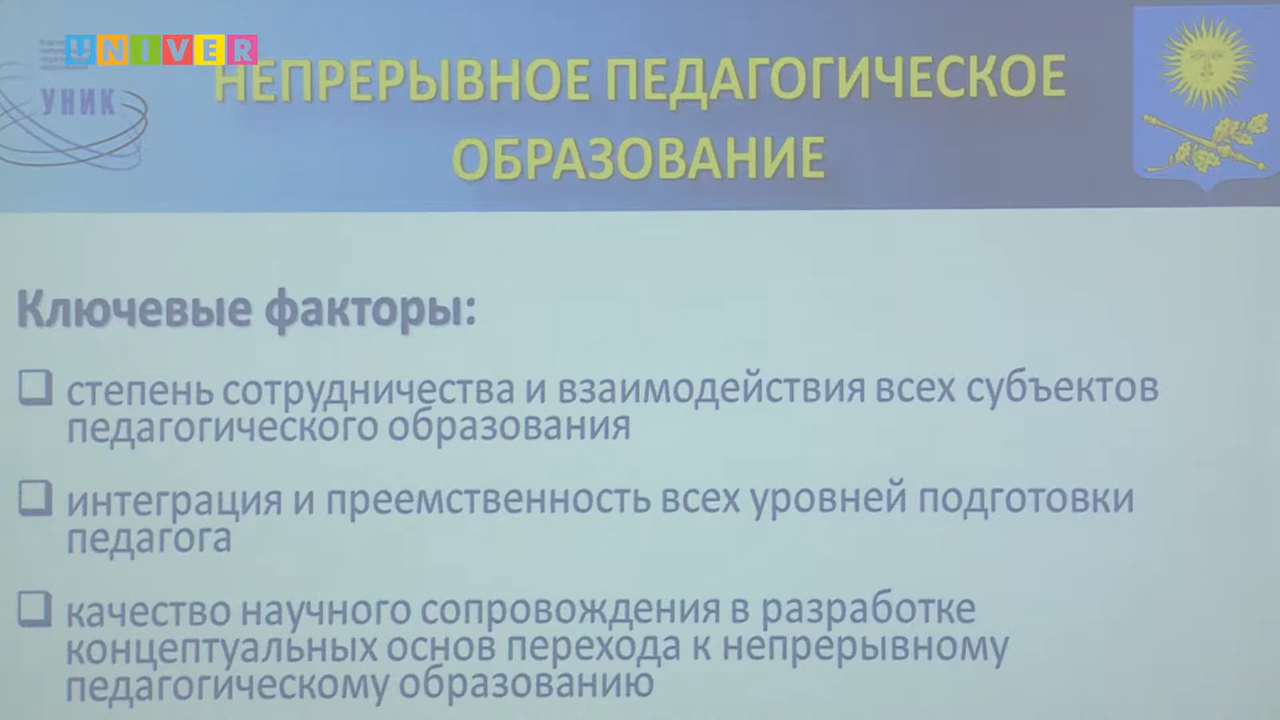 UNIVER
УНИК
НЕПРЕРЫВНОЕ ПЕДАГОГИЧЕСКОЕ
ОБРАЗОВАНИЕ
Ключевые факторы:
степень сотрудничества и взаимодействия всех субъектов
педагогического образования
интеграция и преемственность всех уровней подготовки
педагога
качество научного сопровождения в разработке
концептуальных основ перехода к непрерывному
педагогическому образованию